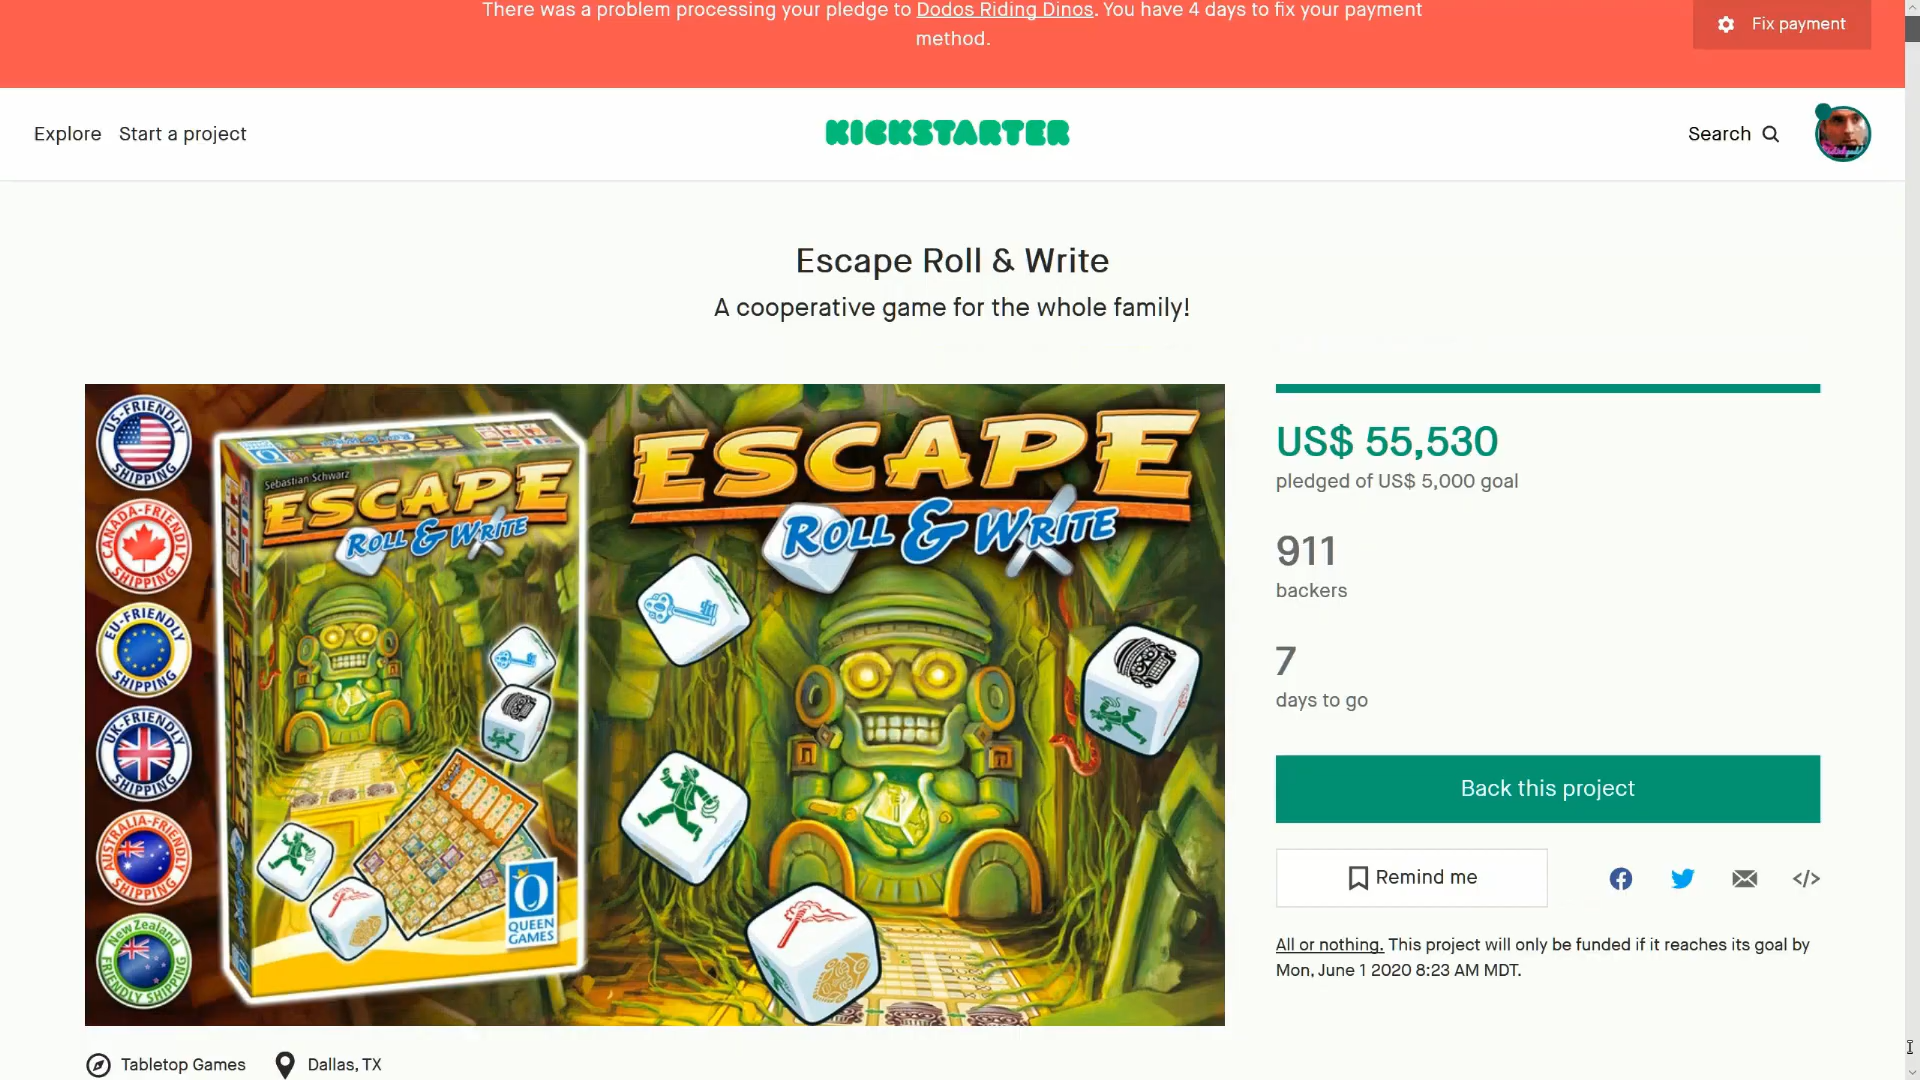 There was a problem processing your pledge to Dodos Riding Dinos. You have 4 days to fix your payment
method.
Fix payment
Explore Start a project
KICKSTARTER
Search
Escape Roll & Write
A cooperative game for the whole family!
US-FRIENDLY SHIPPING
CANADA-FRIENDLY SHIPPING
EU-FRIENDLY SHIPPING
UK-FRIENDLY SHIPPING
AUSTRALIA-FRIENDLY SHIPPING
New Zealand FRIENDLY SHIPPING
Sebastian Schwarz
ESCAPE
ROLL & WRITE
QUEEN
GAMES
ESCAPE
ROLL & WRITE
US$ 55,530
pledged of US$ 5,000 goal
911
backers
7
days to go
Back this project
Remind me
All or nothing. This project will only be funded if it reaches its goal by
Mon, June 1 2020 8:23 AM MDT.
Tabletop Games
Dallas, TX